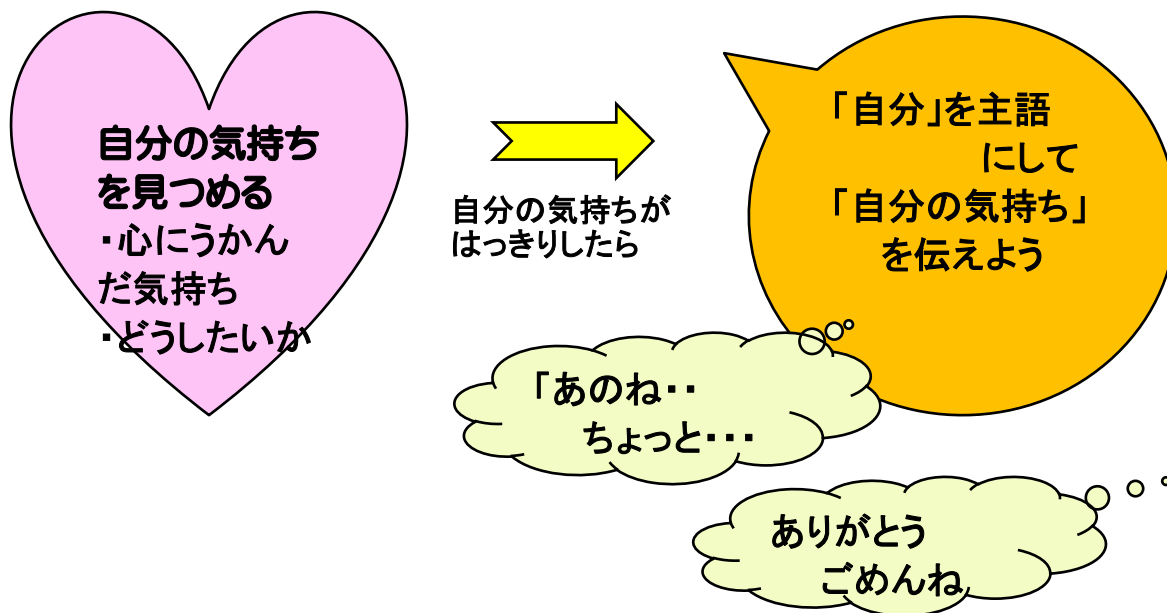 自分の気持ち
を見つめる
・心にうかん
だ気持ち
・どうしたいか
自分の気持ちが
はっきりしたら
「自分」を主語
にして
「自分の気持ち」
を伝えよう
「あのね・・
ちょっと・・・
ありがとう
ごめんね